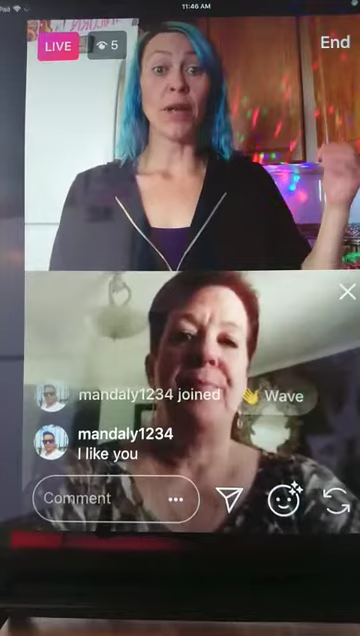 11:46 AM
LIVE
5
End
mandaly1234 joined
Wave
mandaly1234
I like you
Comment